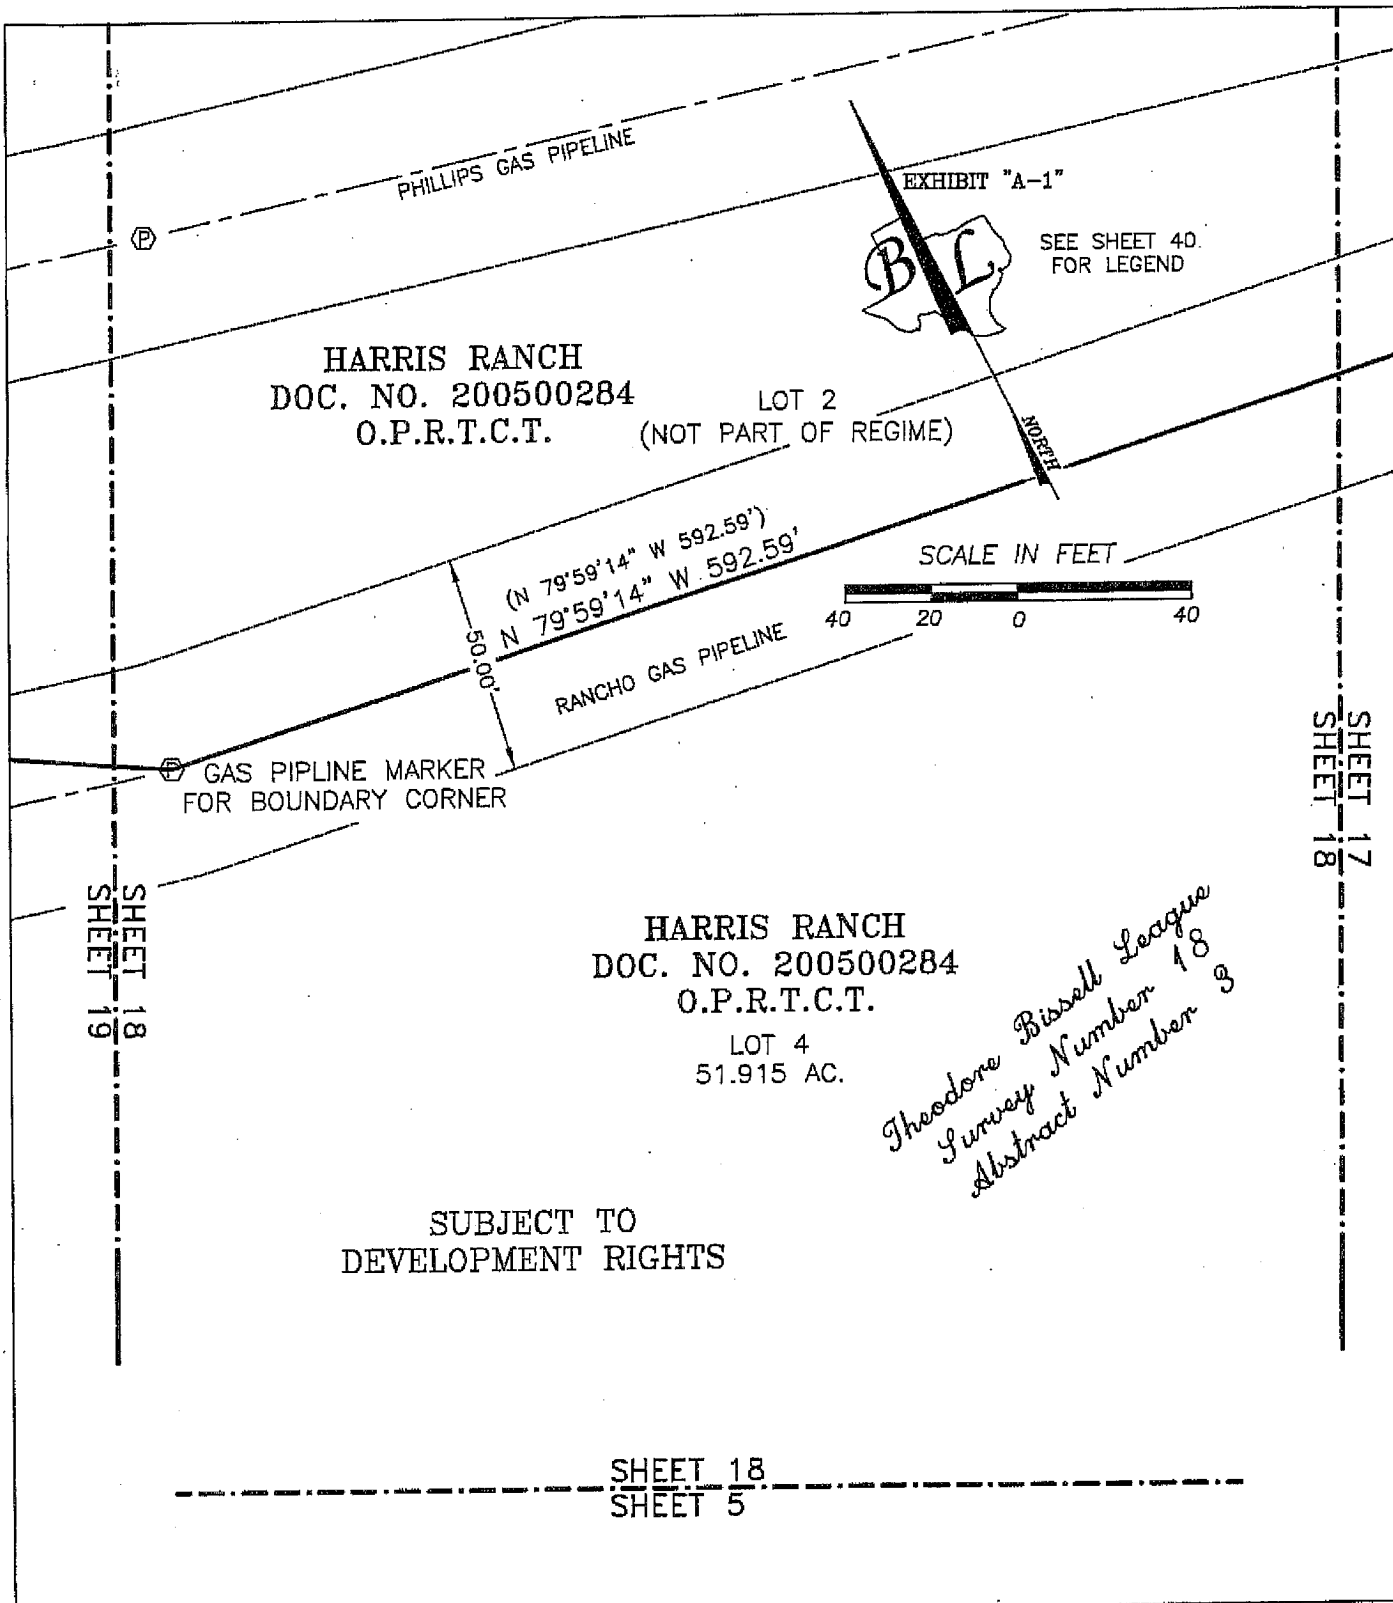 PHILLIPS GAS PIPELINE
P
EXHIBIT "A-1"
B L
SEE SHEET 40.
FOR LEGEND
HARRIS RANCH
DOC. NO. 200500284
O.P.R.T.C.T.
LOT 2
(NOT PART OF REGIME)
NORTH
(N 79°59'14" W 592.59')
N 79°59'14" W 592.59'
50.00'
SCALE IN FEET
40 20 0 40
RANCHO GAS PIPELINE
P
GAS PIPLINE MARKER
FOR BOUNDARY CORNER
SHEET 17
SHEET 18
SHEET 18
SHEET 19
HARRIS RANCH
DOC. NO. 200500284
O.P.R.T.C.T.
LOT 4
51.915 AC.
Theodore Bissell League
Survey Number 18
Abstract Number 3
SUBJECT TO
DEVELOPMENT RIGHTS
SHEET 18
SHEET 5